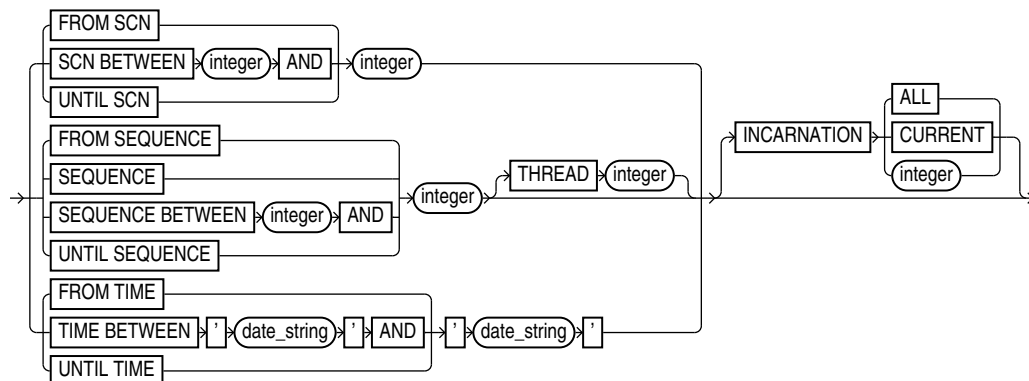 FROM SCN
SCN BETWEEN integer AND integer
UNTIL SCN
FROM SEQUENCE
SEQUENCE
SEQUENCE BETWEEN integer AND
UNTIL SEQUENCE
integer
THREAD integer
FROM TIME
TIME BETWEEN ' date_string ' AND ' date_string '
UNTIL TIME
INCARNATION
ALL
CURRENT
integer